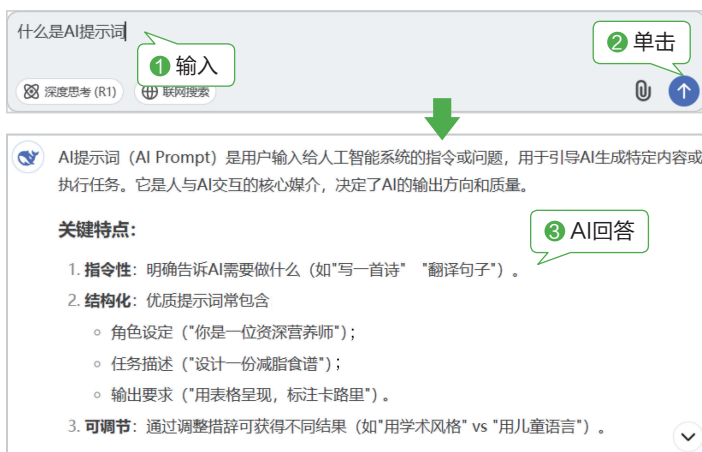 什么是AI提示词
① 输入
② 单击
深度思考 (R1)
联网搜索
AI提示词（AI Prompt）是用户输入给人工智能系统的指令或问题，用于引导AI生成特定内容或
执行任务。它是人与AI交互的核心媒介，决定了AI的输出方向和质量。
关键特点：
③ AI回答
1. 指令性：明确告诉AI需要做什么（如"写一首诗" "翻译句子"）。
2. 结构化：优质提示词常包含
◦ 角色设定（"你是一位资深营养师"）；
◦ 任务描述（"设计一份减脂食谱"）；
◦ 输出要求（"用表格呈现，标注卡路里"）。
3. 可调节：通过调整措辞可获得不同结果（如"用学术风格" vs "用儿童语言"）。